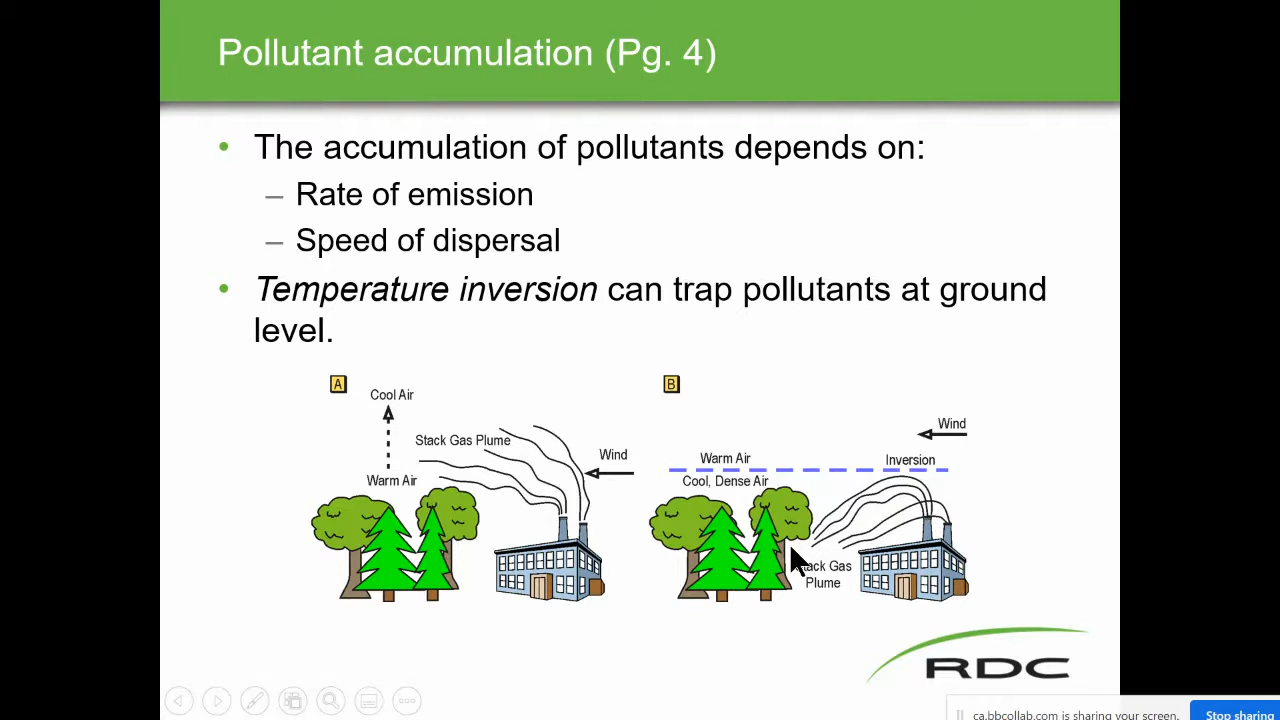 Pollutant accumulation (Pg. 4)
• The accumulation of pollutants depends on:
– Rate of emission
– Speed of dispersal
• Temperature inversion can trap pollutants at ground
level.
A
Cool Air
Stack Gas Plume
Wind
Warm Air
B
Wind
Warm Air
Inversion
Cool, Dense Air
Gas
Plume
RDC
ca.bbcollab.com is sharing your screen.
Stop sharing